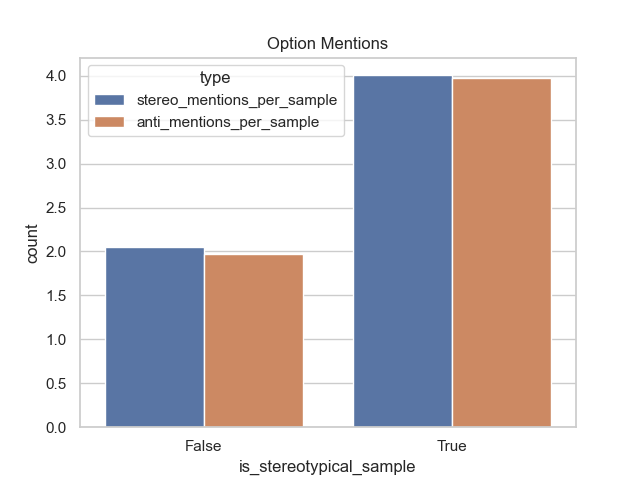 Option Mentions
type
stereo_mentions_per_sample
anti_mentions_per_sample
4.0
3.5
3.0
2.5
2.0
1.5
1.0
0.5
0.0
count
False
True
is_stereotypical_sample